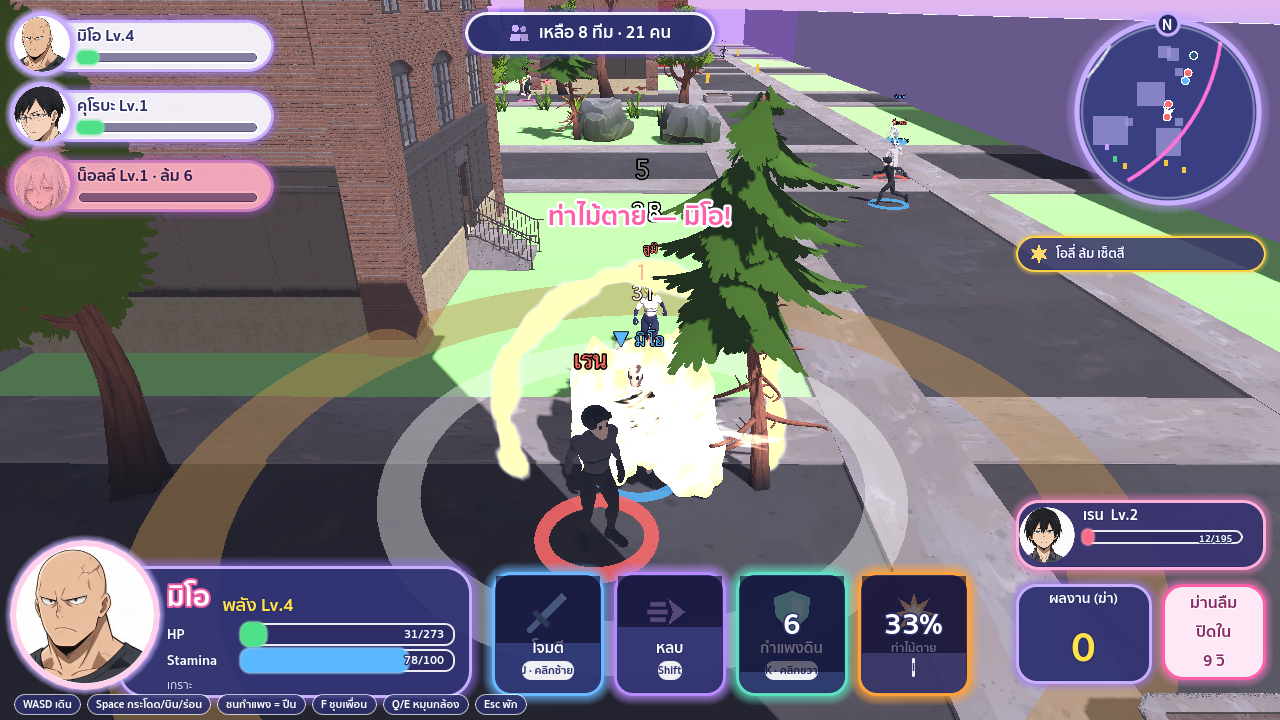 มิโอ Lv.4
คุโรบะ Lv.1
น็อลล์ Lv.1 · ล้ม 6
เหลือ 8 ทีม · 21 คน
N
โอลี่ ล้ม เซ็ตสึ
5
ท่าไม้ตาย — มิโอ!
1
31
มิโอ
เรน
เรน Lv.2
12/195
มิโอ
พลัง Lv.4
HP
31/273
Stamina
78/100
เกราะ
โจมตี
J · คลิกซ้าย
หลบ
Shift
6
กำแพงดิน
K · คลิกขวา
33%
ท่าไม้ตาย
ผลงาน (ฆ่า)
0
ม่านลืม
ปิดใน
9 วิ
WASD เดิน
Space กระโดด/บิน/ร่อน
ชนกำแพง = ปีน
F ชุบเพื่อน
Q/E หมุนกล้อง
Esc พัก